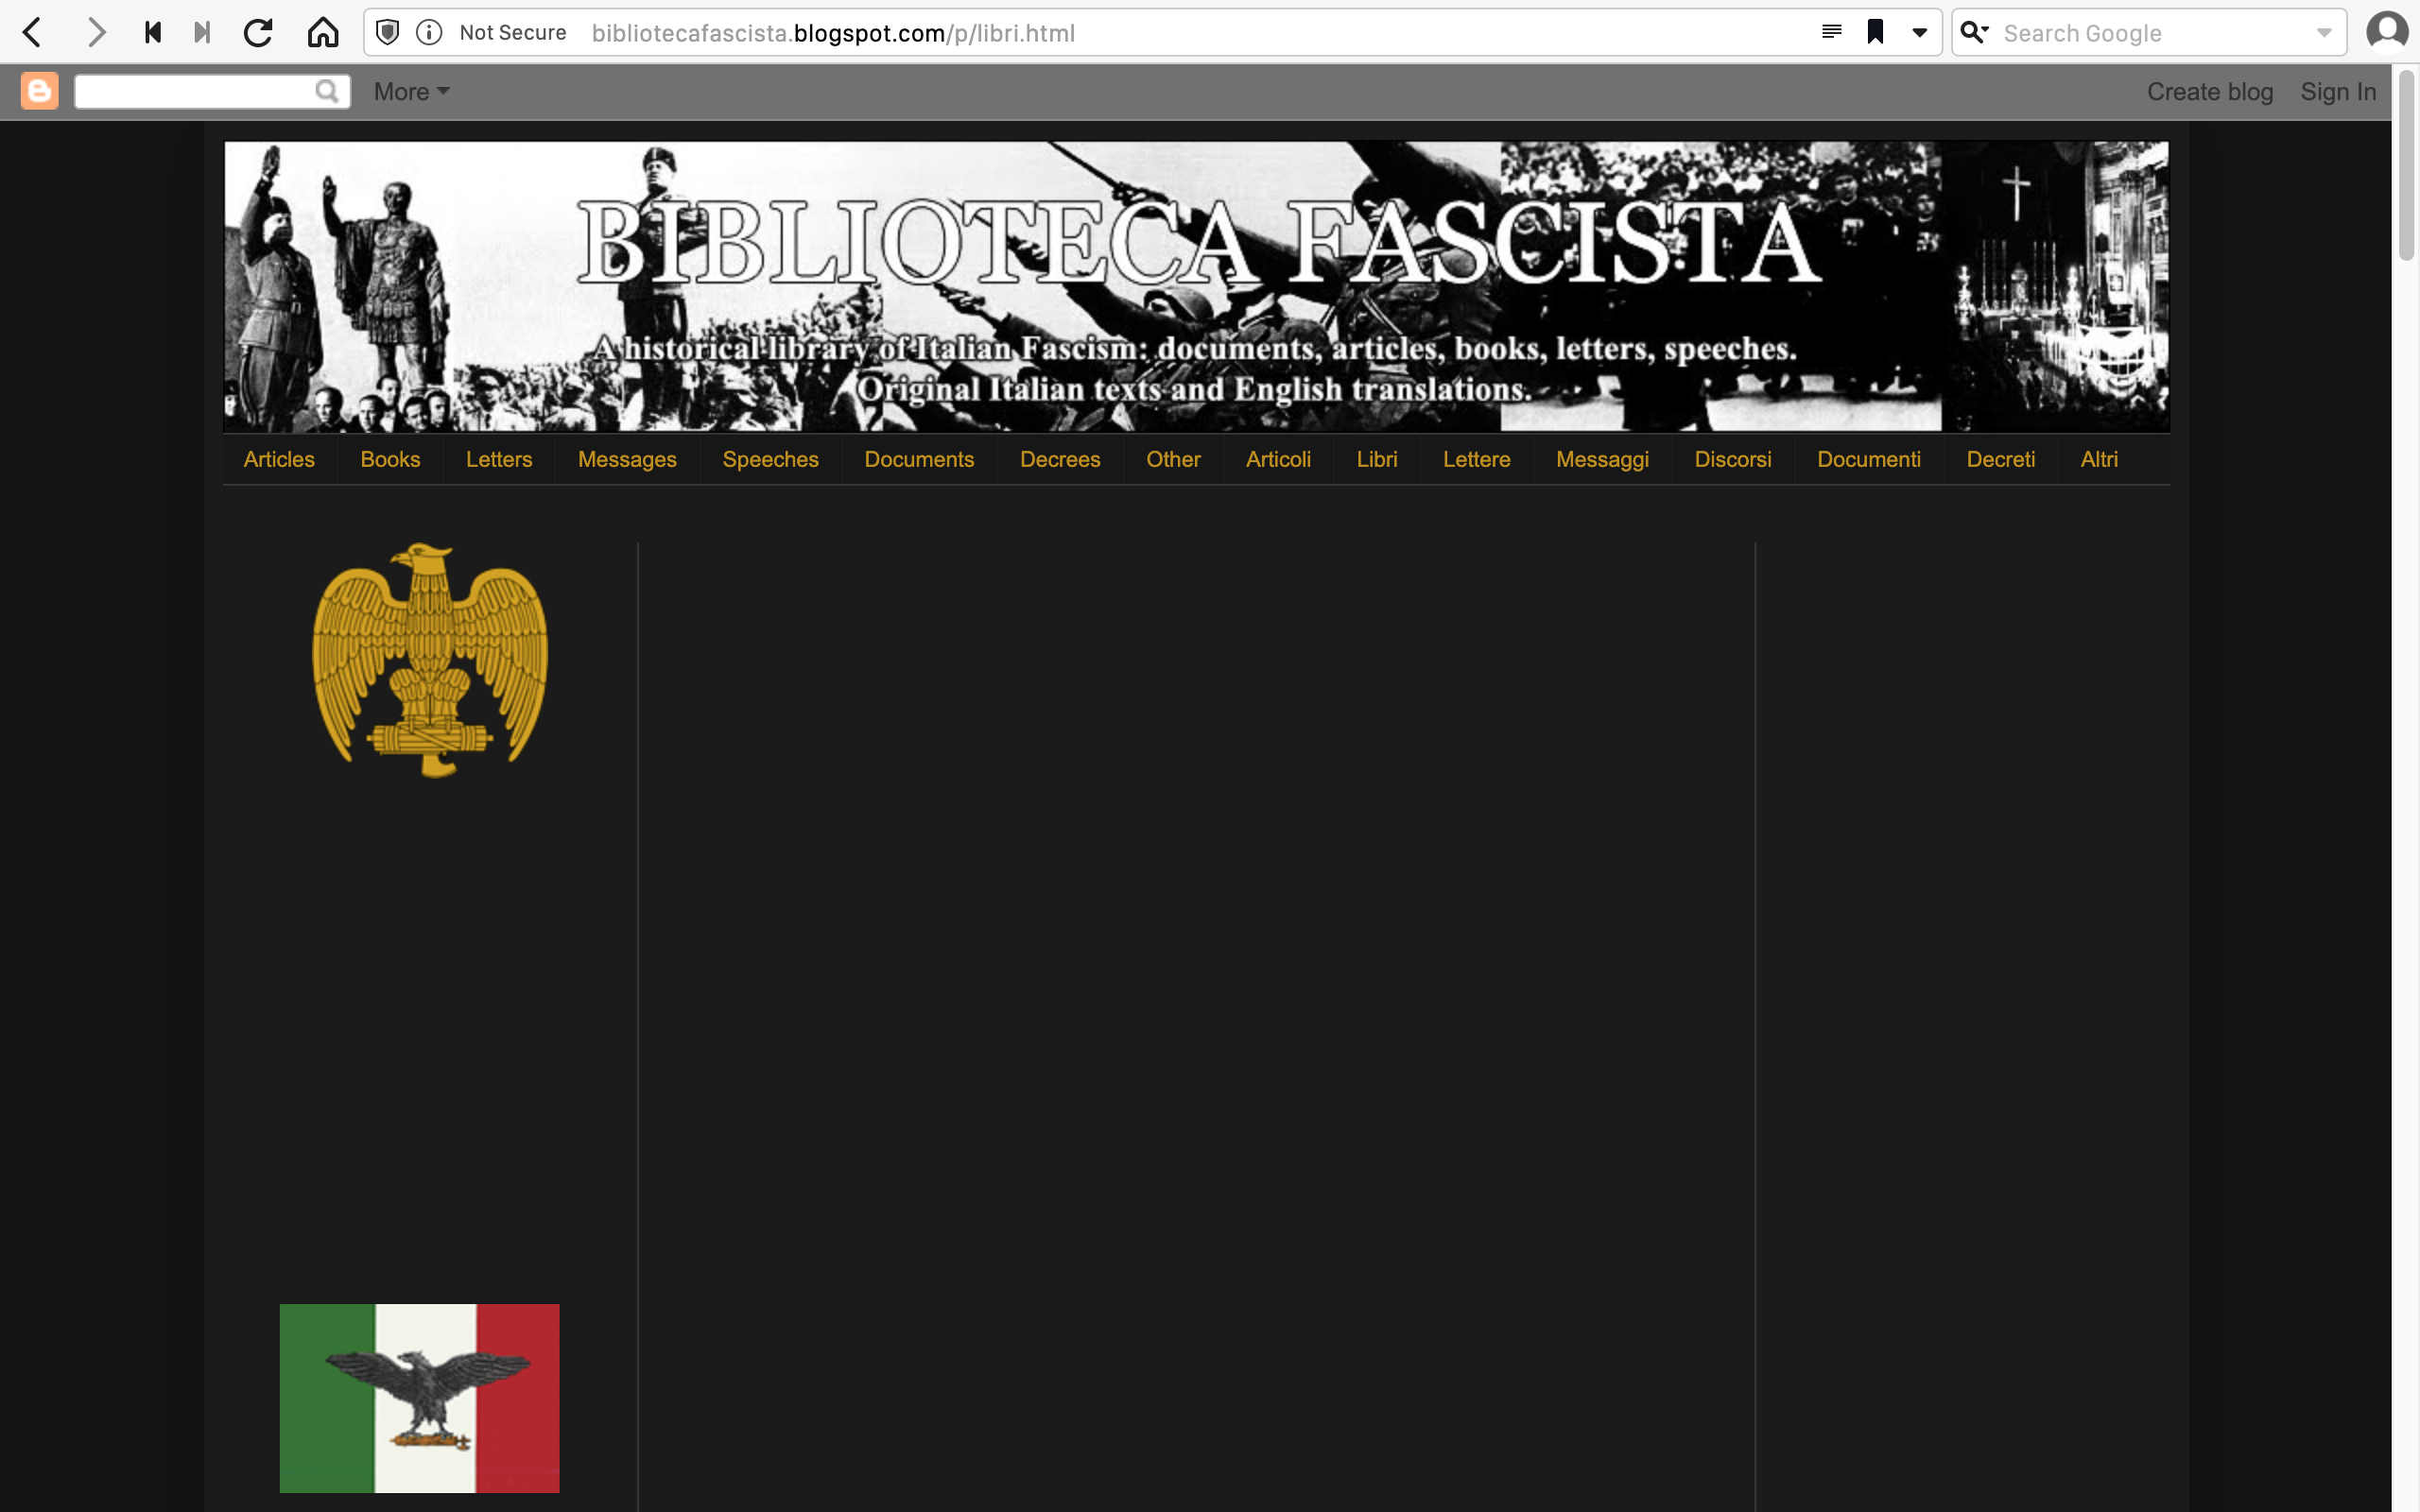 Not Secure bibliotecafascista.blogspot.com/p/libri.html Search Google
More Create blog Sign In
BIBLIOTECA FASCISTA
A historical library of Italian Fascism: documents, articles, books, letters, speeches.
Original Italian texts and English translations.
Articles Books Letters Messages Speeches Documents Decrees Other Articoli Libri Lettere Messaggi Discorsi Documenti Decreti Altri